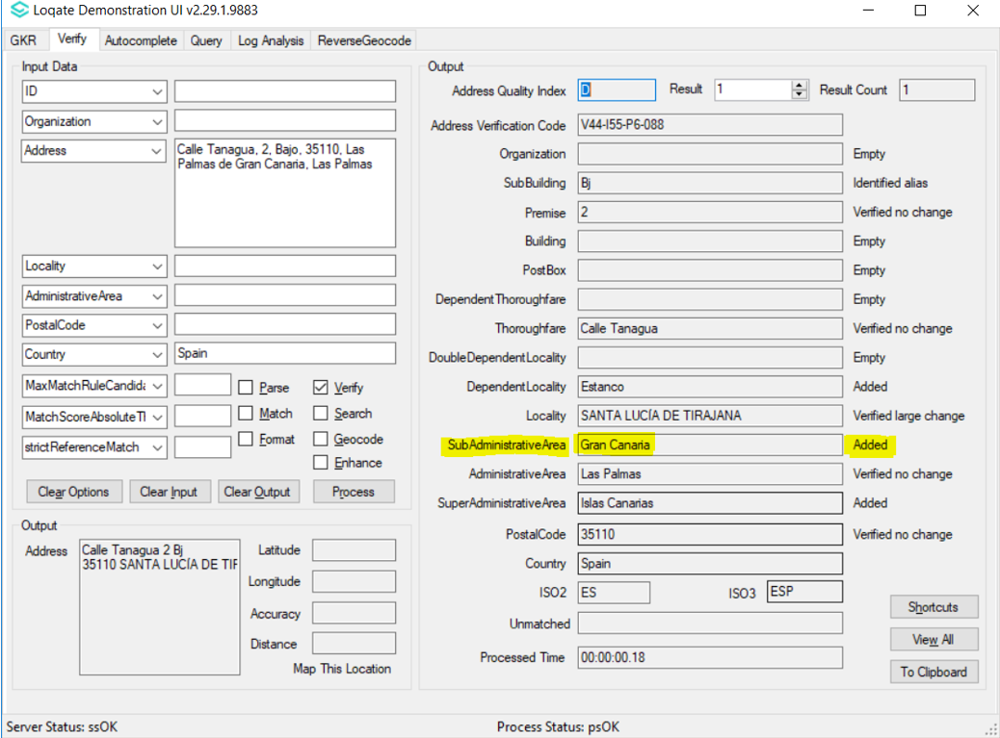 Loqate Demonstration UI v2.29.1.9883
GKR Verify Autocomplete Query Log Analysis ReverseGeocode
Input Data
ID
Organization
Address Calle Tanagua, 2, Bajo, 35110, Las
Palmas de Gran Canaria, Las Palmas
Locality
AdministrativeArea
PostalCode
Country Spain
MaxMatchRuleCandida Parse Verify
MatchScoreAbsoluteTl Match Search
strictReferenceMatch Format Geocode
Enhance
Clear Options Clear Input Clear Output Process
Output
Address Calle Tanagua 2 Bj
35110 SANTA LUCÍA DE TIF
Latitude
Longitude
Accuracy
Distance
Map This Location
Output
Address Quality Index D Result 1 Result Count 1
Address Verification Code V44-I55-P6-088
Organization Empty
SubBuilding Bj Identified alias
Premise 2 Verified no change
Building Empty
PostBox Empty
DependentThoroughfare Empty
Thoroughfare Calle Tanagua Verified no change
DoubleDependentLocality Empty
DependentLocality Estanco Added
Locality SANTA LUCÍA DE TIRAJANA Verified large change
SubAdministrativeArea Gran Canaria Added
AdministrativeArea Las Palmas Verified no change
SuperAdministrativeArea Islas Canarias Added
PostalCode 35110 Verified no change
Country Spain
ISO2 ES ISO3 ESP
Unmatched
Processed Time 00:00:00.18
Shortcuts
View All
To Clipboard
Server Status: ssOK Process Status: psOK